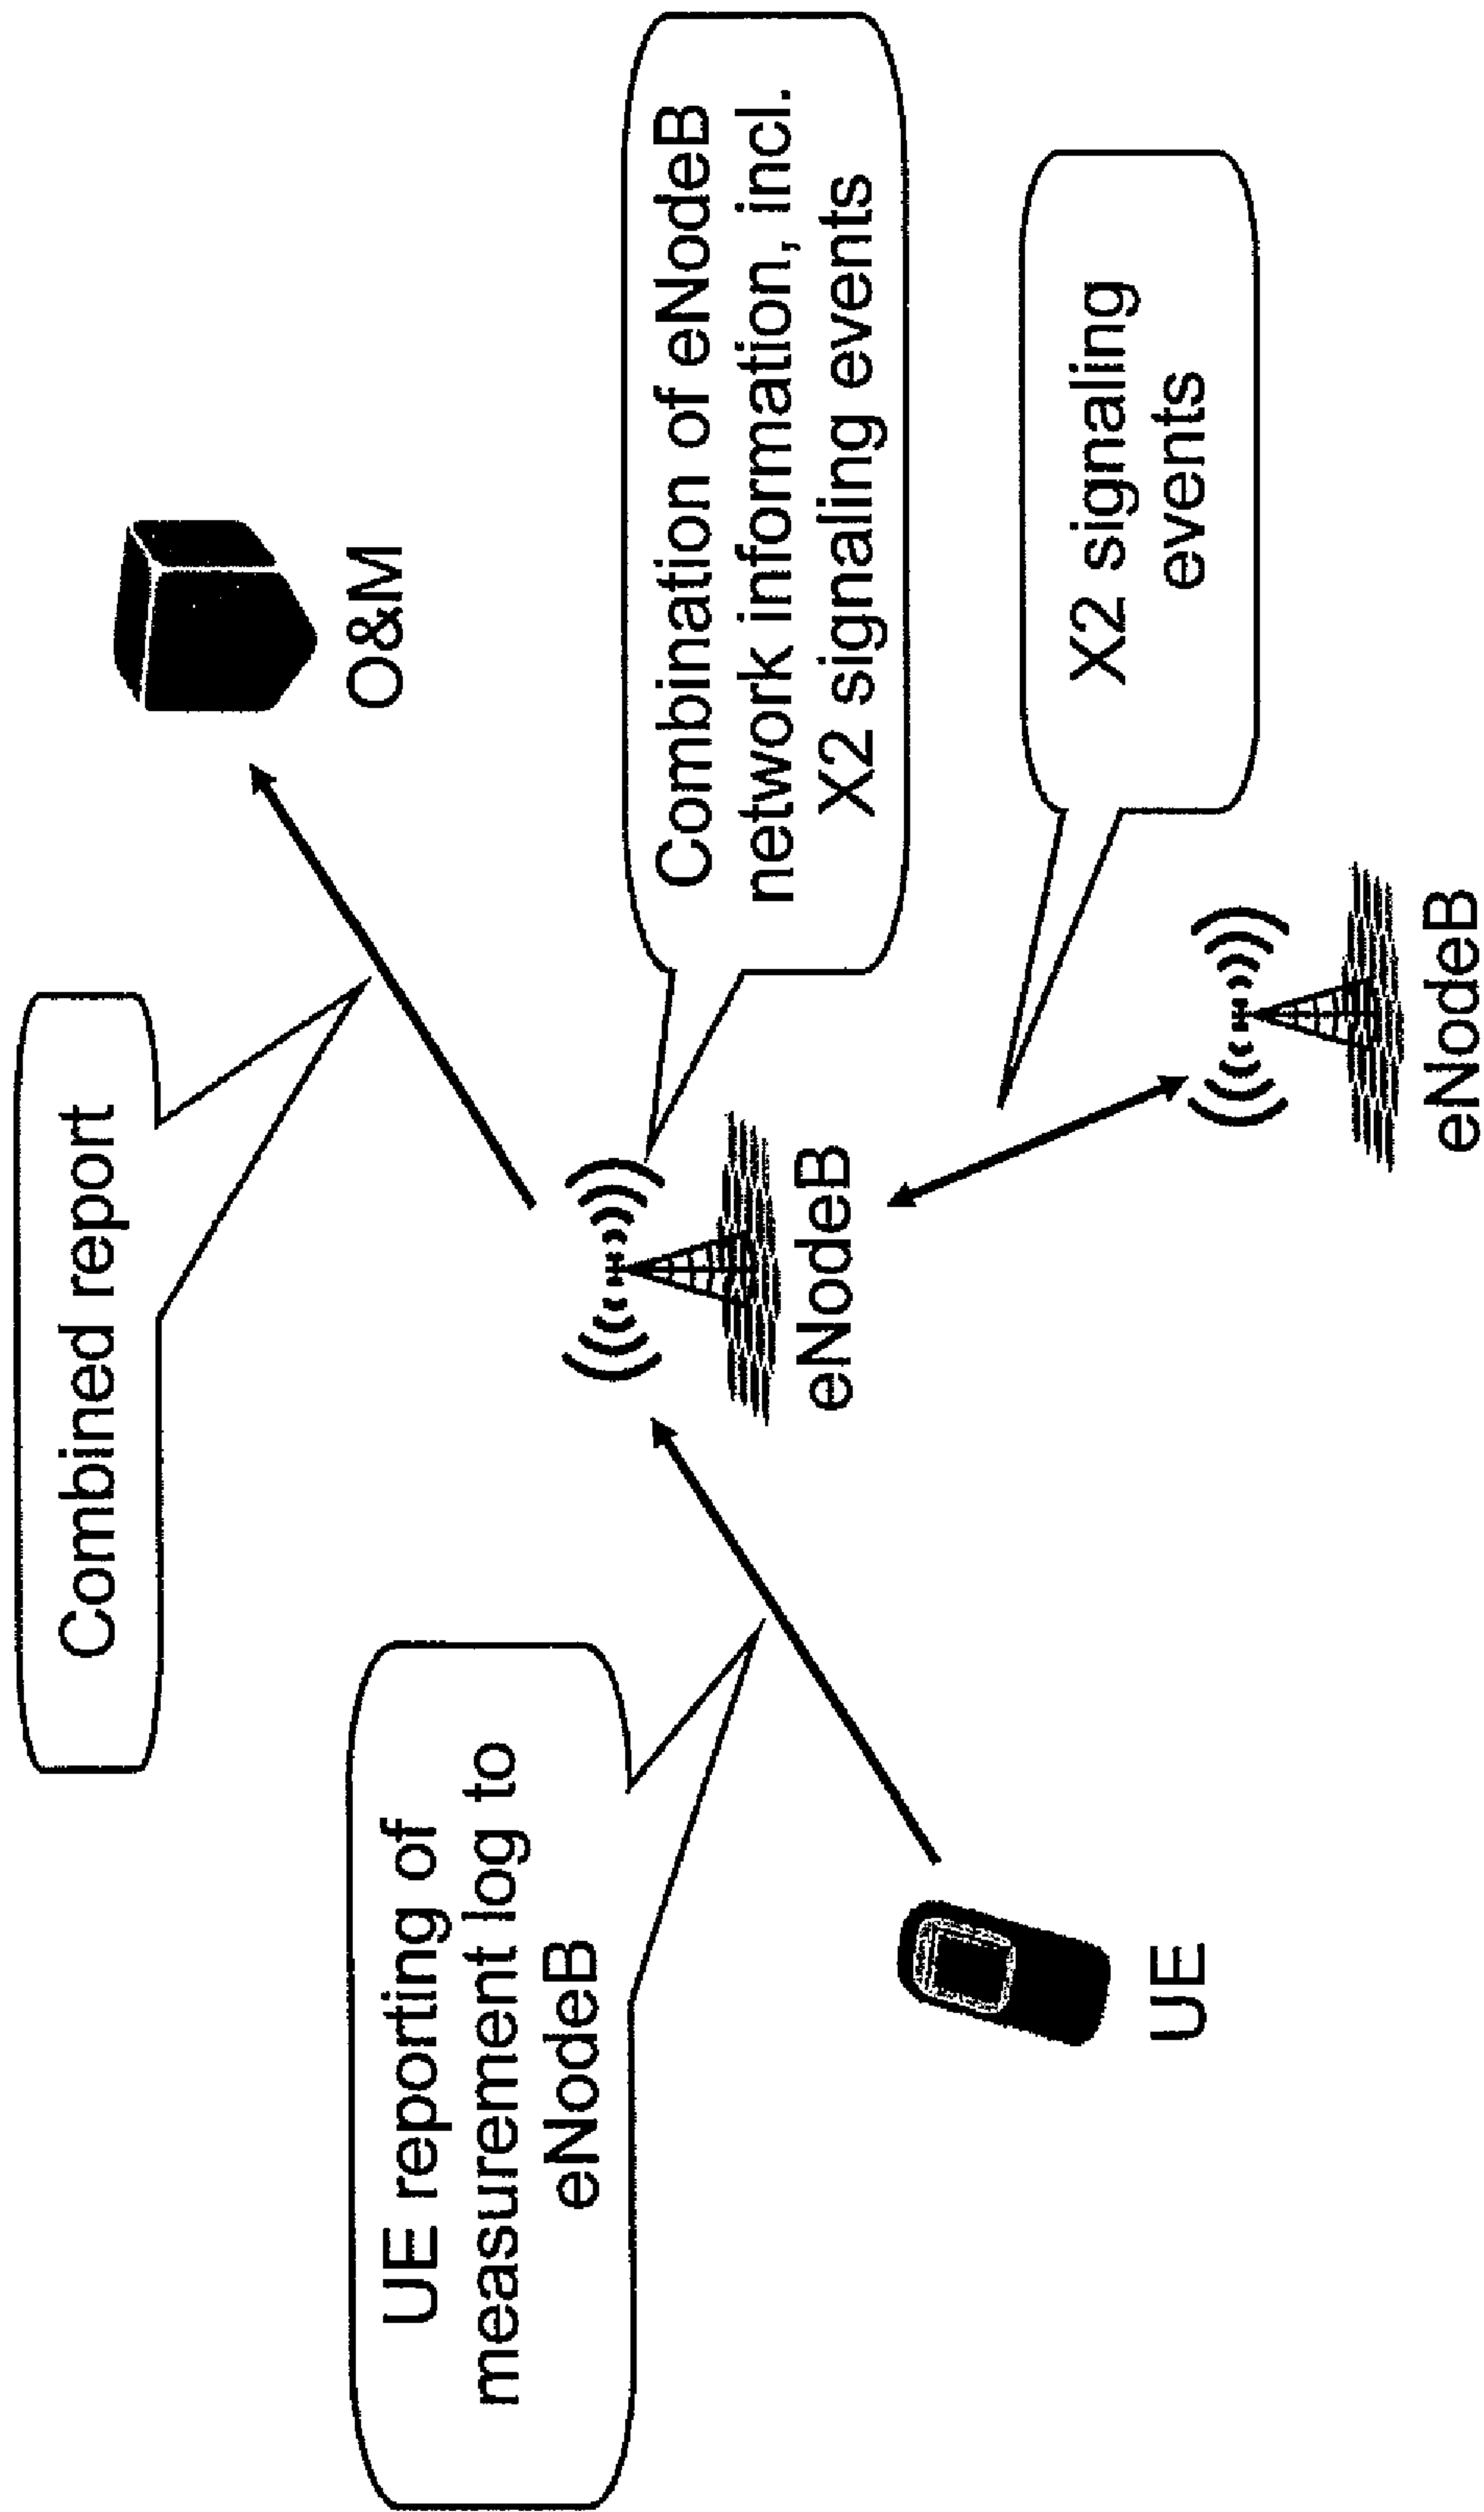 Combined report
O&M
UE reporting of
measurement log to
eNodeB
Combination of eNodeB
network information, incl.
X2 signaling events
eNodeB
UE
X2 signaling
events
eNodeB